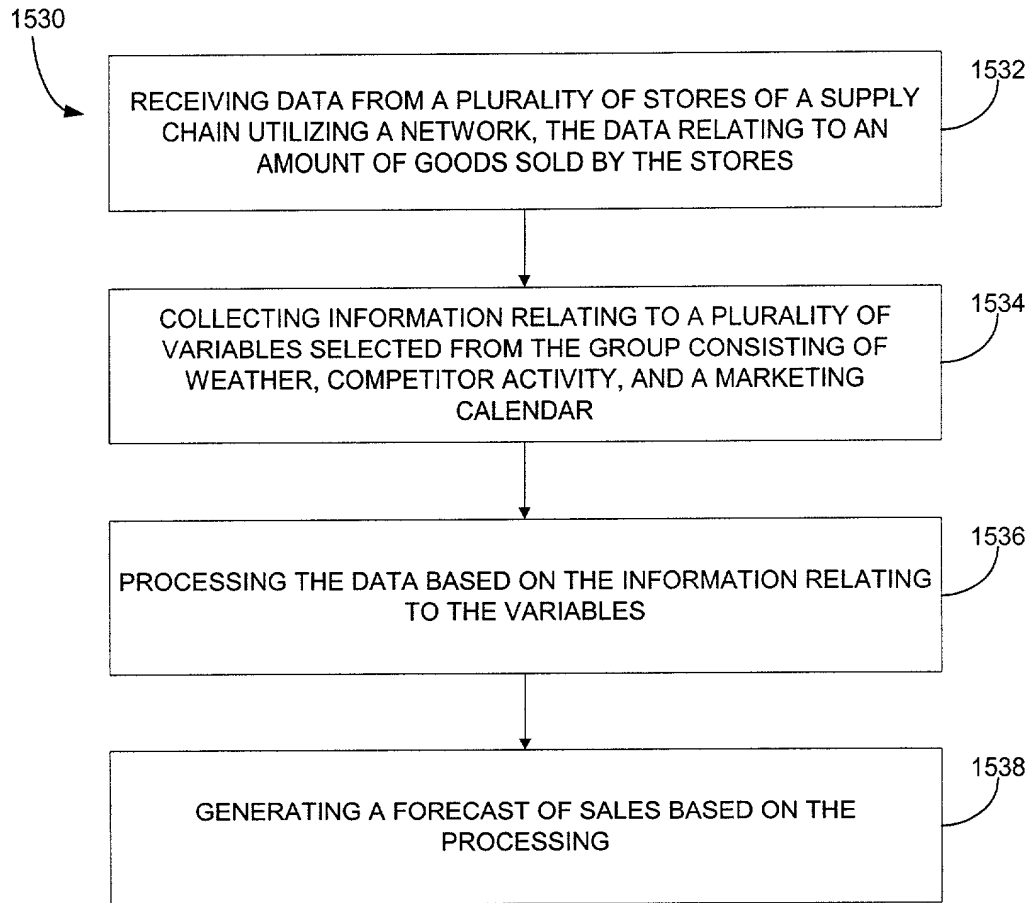 1530
1532
RECEIVING DATA FROM A PLURALITY OF STORES OF A SUPPLY
CHAIN UTILIZING A NETWORK, THE DATA RELATING TO AN
AMOUNT OF GOODS SOLD BY THE STORES
1534
COLLECTING INFORMATION RELATING TO A PLURALITY OF
VARIABLES SELECTED FROM THE GROUP CONSISTING OF
WEATHER, COMPETITOR ACTIVITY, AND A MARKETING
CALENDAR
1536
PROCESSING THE DATA BASED ON THE INFORMATION RELATING
TO THE VARIABLES
1538
GENERATING A FORECAST OF SALES BASED ON THE
PROCESSING